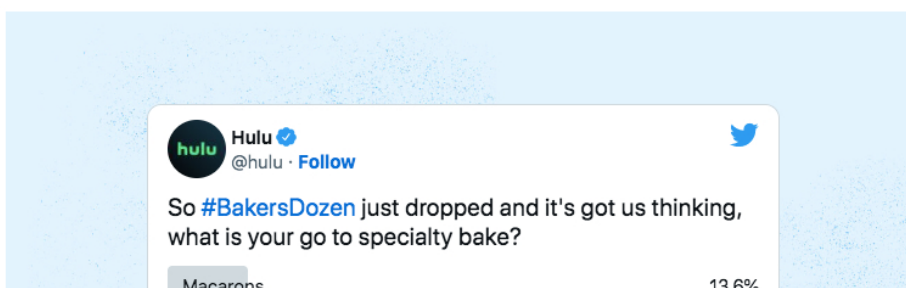 hulu
Hulu
@hulu · Follow
So #BakersDozen just dropped and it's got us thinking,
what is your go to specialty bake?
Macarons 13.6%